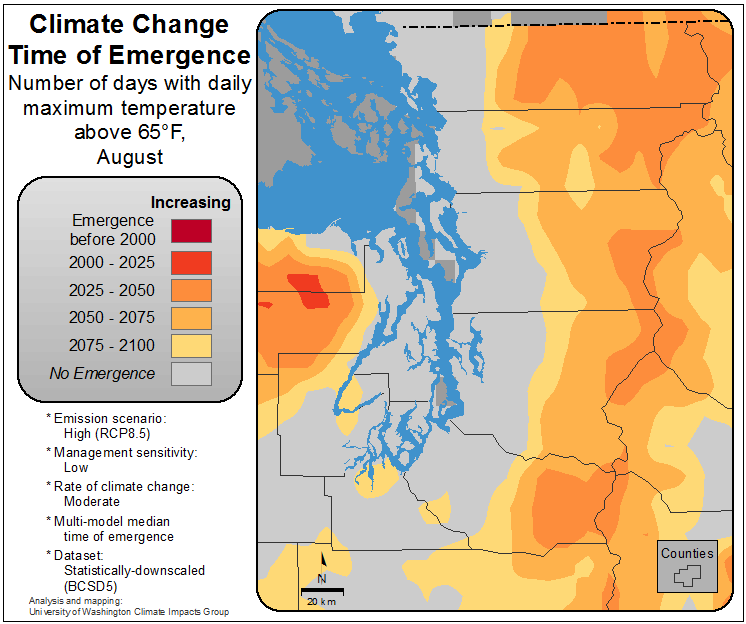 Climate Change
Time of Emergence
Number of days with daily
maximum temperature
above 65°F,
August
Increasing
Emergence
before 2000
2000 - 2025
2025 - 2050
2050 - 2075
2075 - 2100
No Emergence
* Emission scenario:
High (RCP8.5)
* Management sensitivity:
Low
* Rate of climate change:
Moderate
* Multi-model median
time of emergence
* Dataset:
Statistically-downscaled
(BCSD5)
Analysis and mapping:
University of Washington Climate Impacts Group
N
20 km
Counties